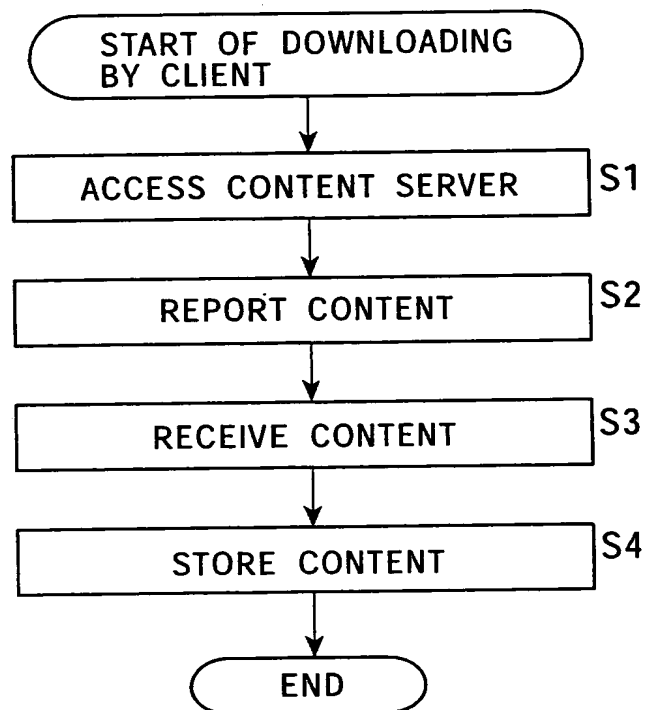 START OF DOWNLOADING
BY CLIENT
ACCESS CONTENT SERVER
S1
REPORT CONTENT
S2
RECEIVE CONTENT
S3
STORE CONTENT
S4
END